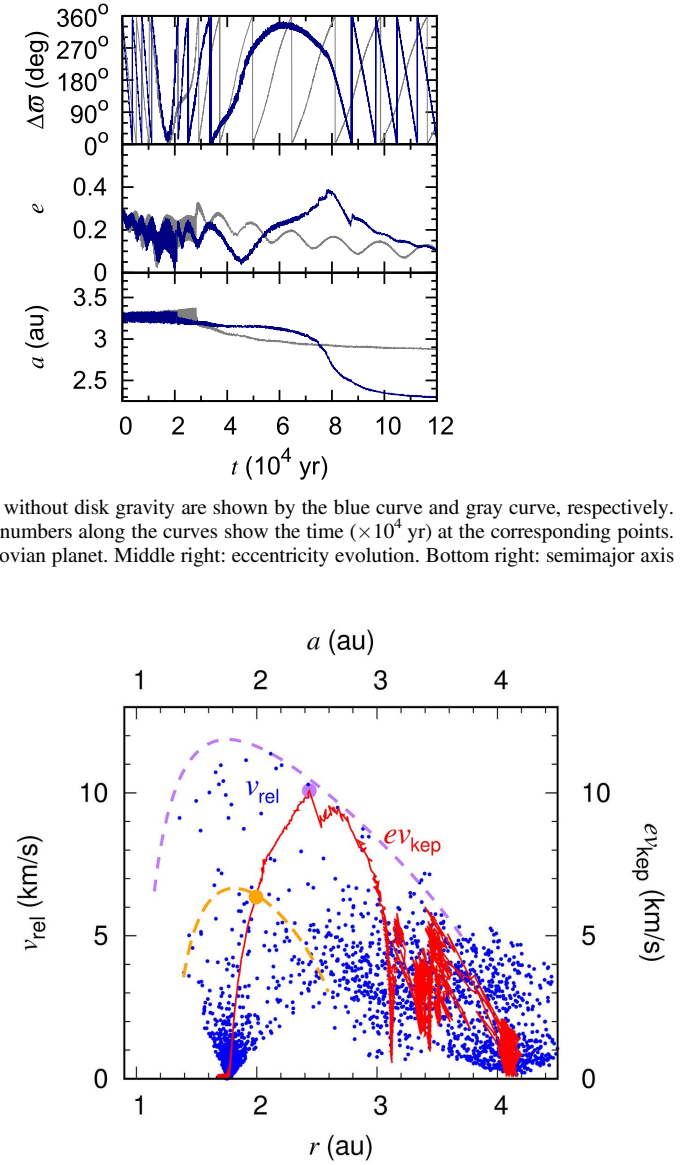 360°
270°
180°
90°
0°
Δϖ (deg)
0.4
0.2
0
e
3.5
3
2.5
a (au)
0 2 4 6 8 10 12
t (10⁴ yr)
without disk gravity are shown by the blue curve and gray curve, respectively.
numbers along the curves show the time (×10⁴ yr) at the corresponding points.
ovian planet. Middle right: eccentricity evolution. Bottom right: semimajor axis
a (au)
1 2 3 4
10 10
v_rel
ev_kep
v_rel (km/s)
ev_kep (km/s)
5 5
0 0
1 2 3 4
r (au)